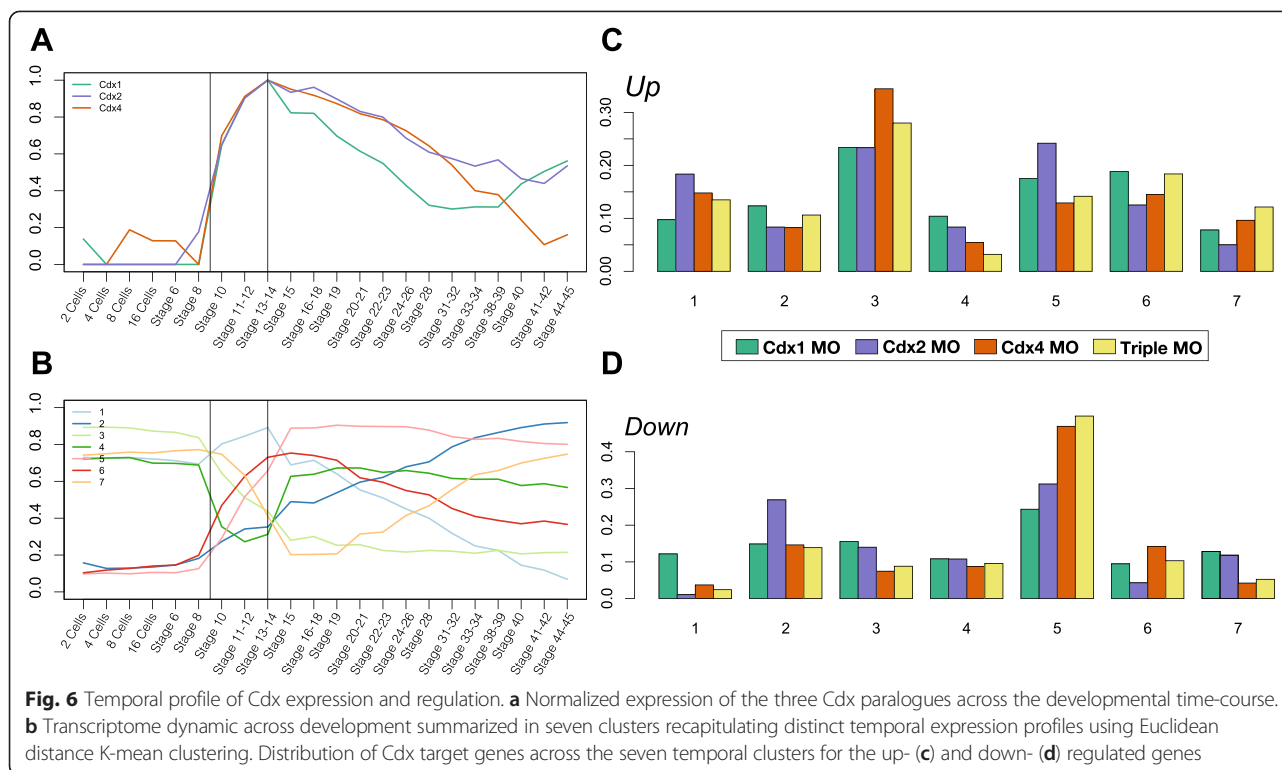 A
Cdx1
Cdx2
Cdx4
0.0 0.2 0.4 0.6 0.8 1.0
2 Cells
4 Cells
8 Cells
16 Cells
Stage 6
Stage 8
Stage 10
Stage 11-12
Stage 13-14
Stage 15
Stage 16-18
Stage 19
Stage 20-21
Stage 22-23
Stage 24-26
Stage 28
Stage 31-32
Stage 33-34
Stage 38-39
Stage 40
Stage 41-42
Stage 44-45
B
1
2
3
4
5
6
7
0.0 0.2 0.4 0.6 0.8 1.0
2 Cells
4 Cells
8 Cells
16 Cells
Stage 6
Stage 8
Stage 10
Stage 11-12
Stage 13-14
Stage 15
Stage 16-18
Stage 19
Stage 20-21
Stage 22-23
Stage 24-26
Stage 28
Stage 31-32
Stage 33-34
Stage 38-39
Stage 40
Stage 41-42
Stage 44-45
C
Up
0.00 0.10 0.20 0.30
1 2 3 4 5 6 7
Cdx1 MO Cdx2 MO Cdx4 MO Triple MO
D
Down
0.0 0.1 0.2 0.3 0.4
1 2 3 4 5 6 7
Fig. 6 Temporal profile of Cdx expression and regulation. a Normalized expression of the three Cdx paralogues across the developmental time-course.
b Transcriptome dynamic across development summarized in seven clusters recapitulating distinct temporal expression profiles using Euclidean
distance K-mean clustering. Distribution of Cdx target genes across the seven temporal clusters for the up- (c) and down- (d) regulated genes